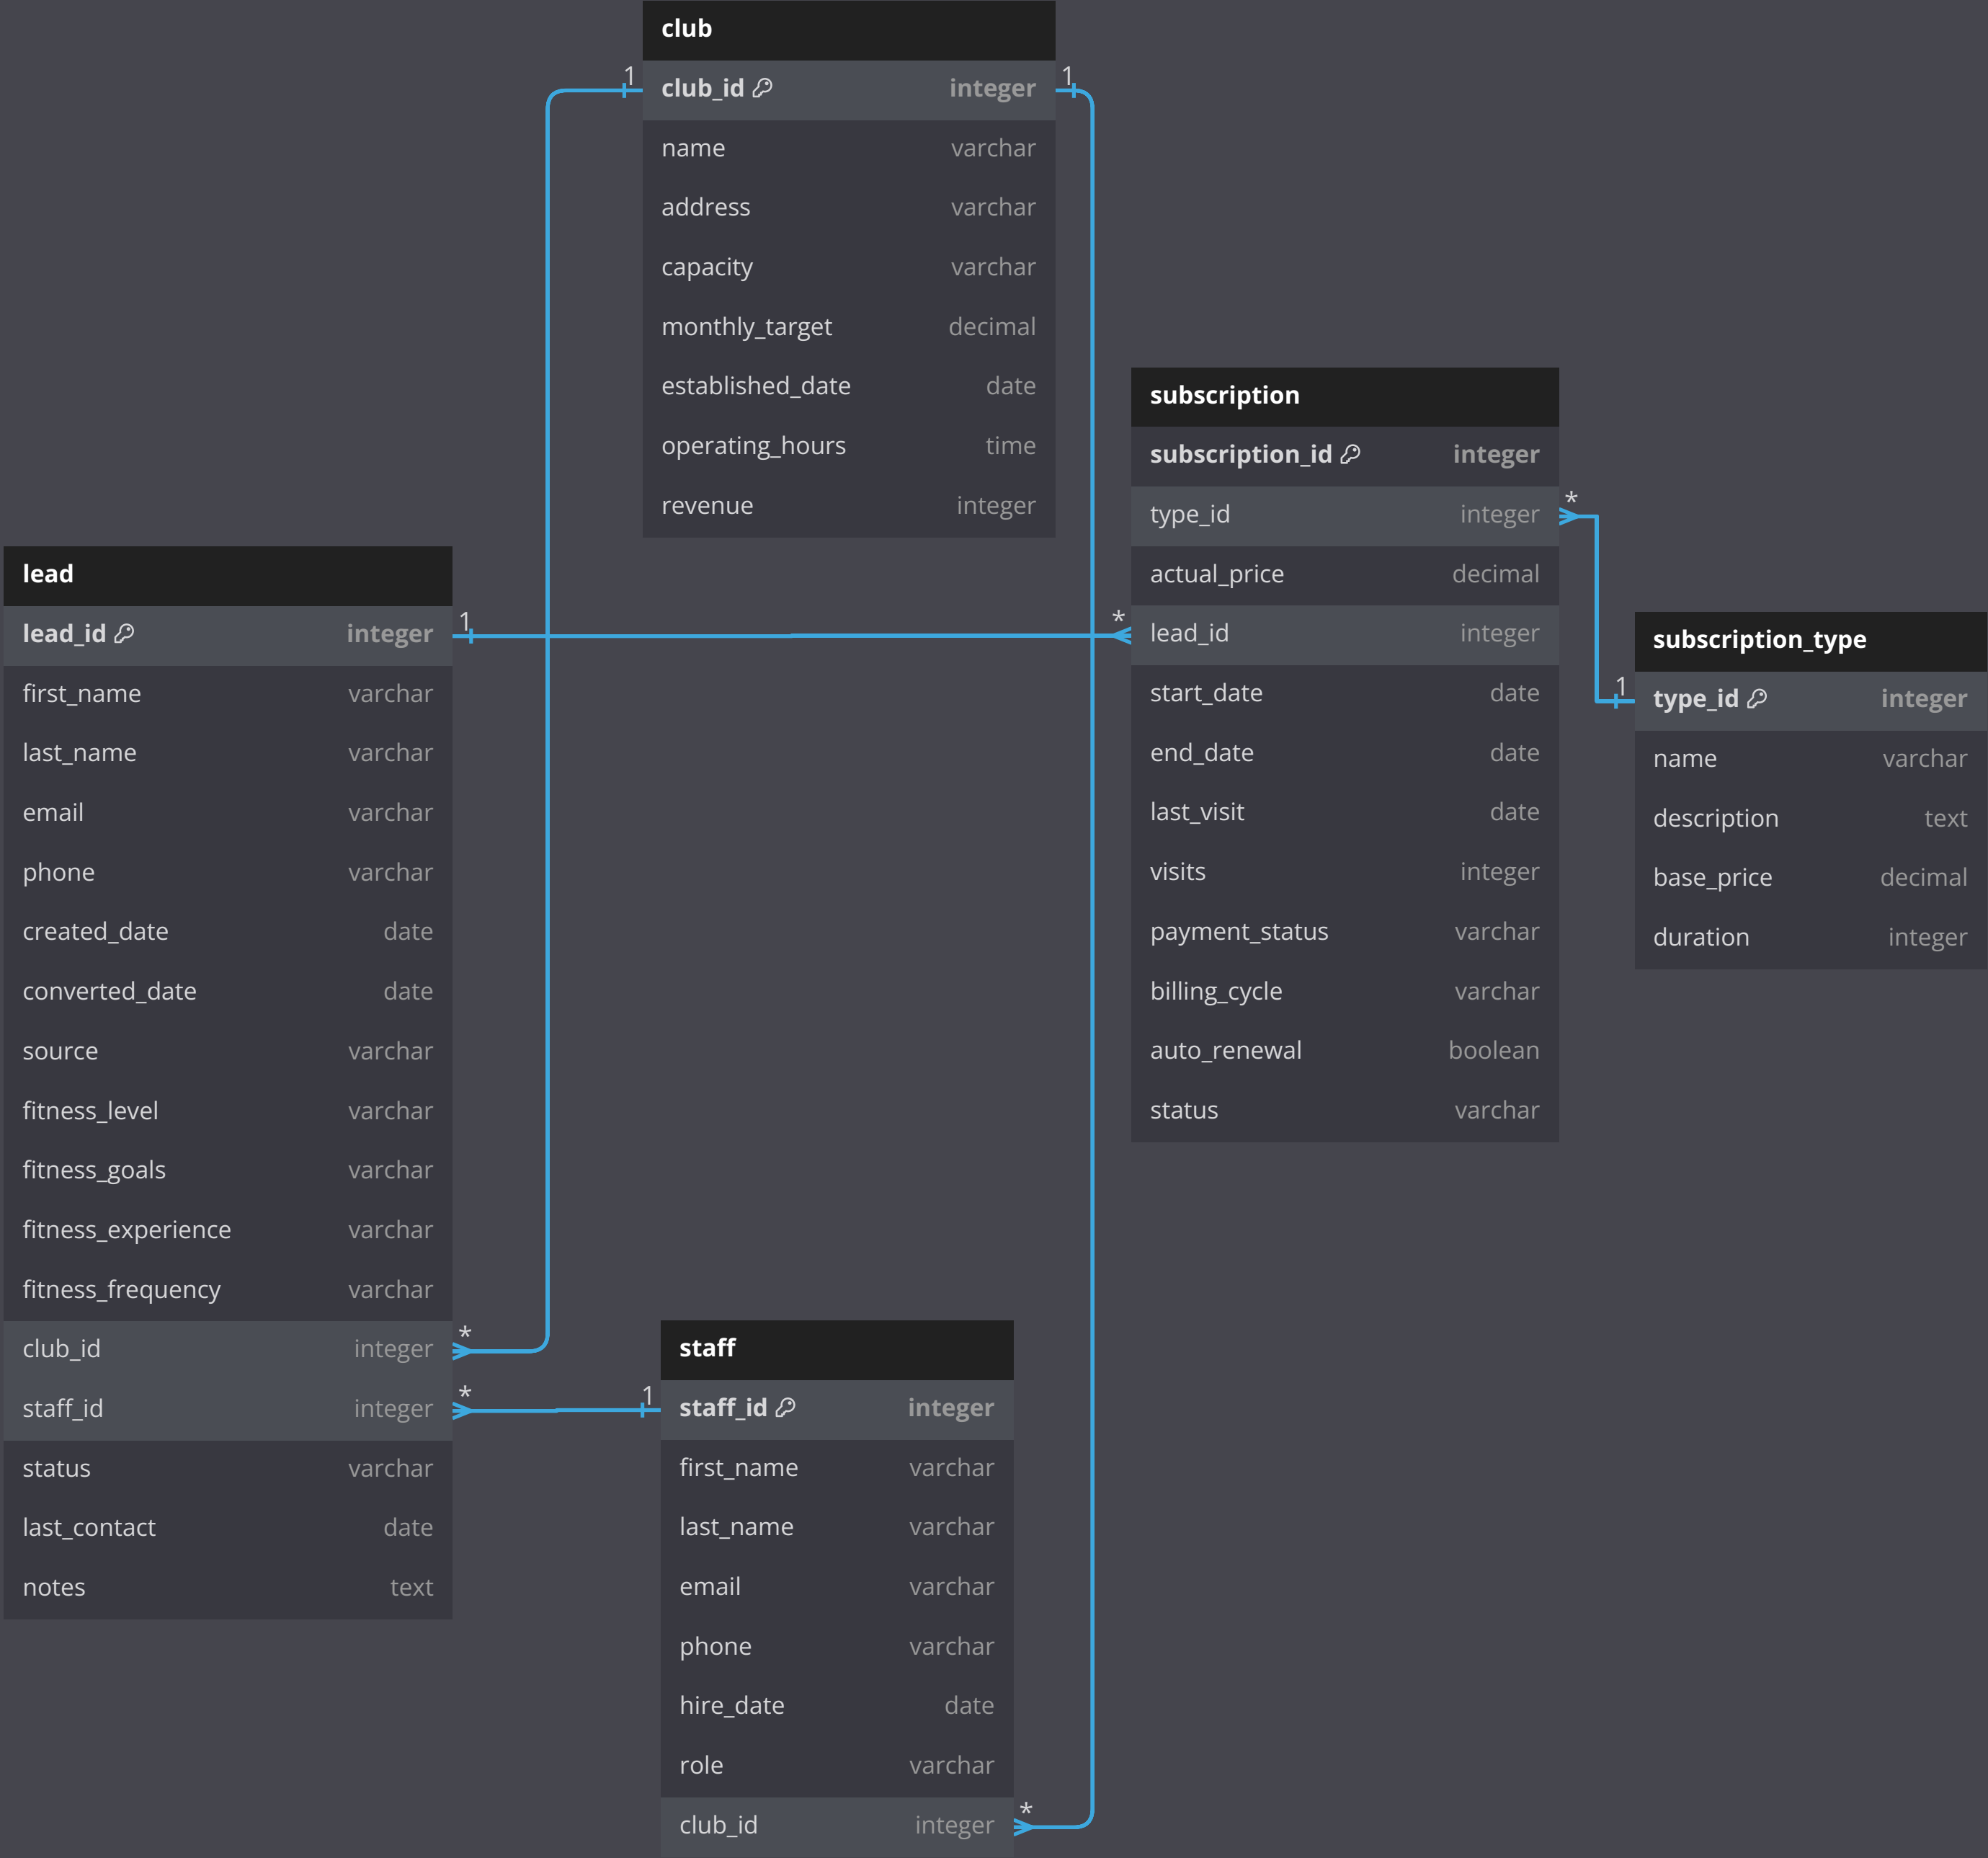 club
1 club_id integer 1
name varchar
address varchar
capacity varchar
monthly_target decimal
established_date date
operating_hours time
revenue integer
lead
lead_id integer 1
first_name varchar
last_name varchar
email varchar
phone varchar
created_date date
converted_date date
source varchar
fitness_level varchar
fitness_goals varchar
fitness_experience varchar
fitness_frequency varchar
club_id integer *
staff_id integer *
status varchar
last_contact date
notes text
subscription
subscription_id integer
type_id integer *
actual_price decimal
* lead_id integer
start_date date
end_date date
last_visit date
visits integer
payment_status varchar
billing_cycle varchar
auto_renewal boolean
status varchar
subscription_type
1 type_id integer
name varchar
description text
base_price decimal
duration integer
staff
1 staff_id integer
first_name varchar
last_name varchar
email varchar
phone varchar
hire_date date
role varchar
club_id integer *